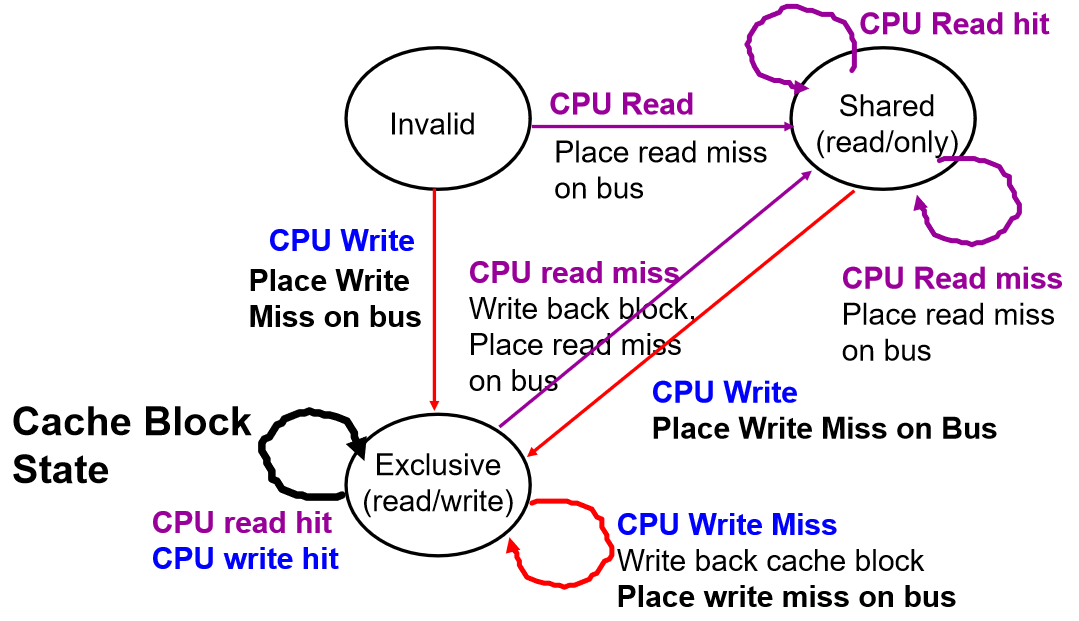 CPU Read hit
Invalid
CPU Read
Shared
(read/only)
Place read miss
on bus
CPU Write
Place Write
Miss on bus
CPU read miss
Write back block,
Place read miss
on bus
CPU Read miss
Place read miss
on bus
CPU Write
Place Write Miss on Bus
Cache Block
State
Exclusive
(read/write)
CPU read hit
CPU write hit
CPU Write Miss
Write back cache block
Place write miss on bus